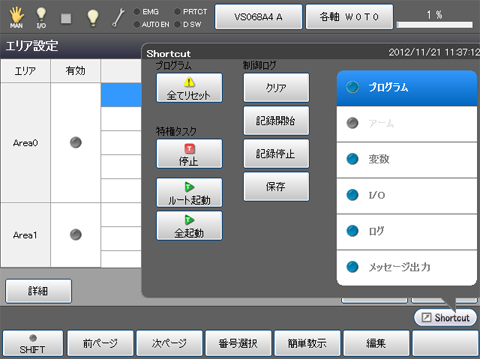 MAN
I/O
EMG
PRTCT
AUTO EN
D SW
VS068A4 A
各軸 W0T0
1 %
エリア設定
Shortcut
2012/11/21 11:37:12
エリア
有効
Area0
Area1
プログラム
全てリセット
特権タスク
停止
ルート起動
全起動
制御ログ
クリア
記録開始
記録停止
保存
プログラム
アーム
変数
I/O
ログ
メッセージ出力
詳細
Shortcut
SHIFT
前ページ
次ページ
番号選択
簡単教示
編集